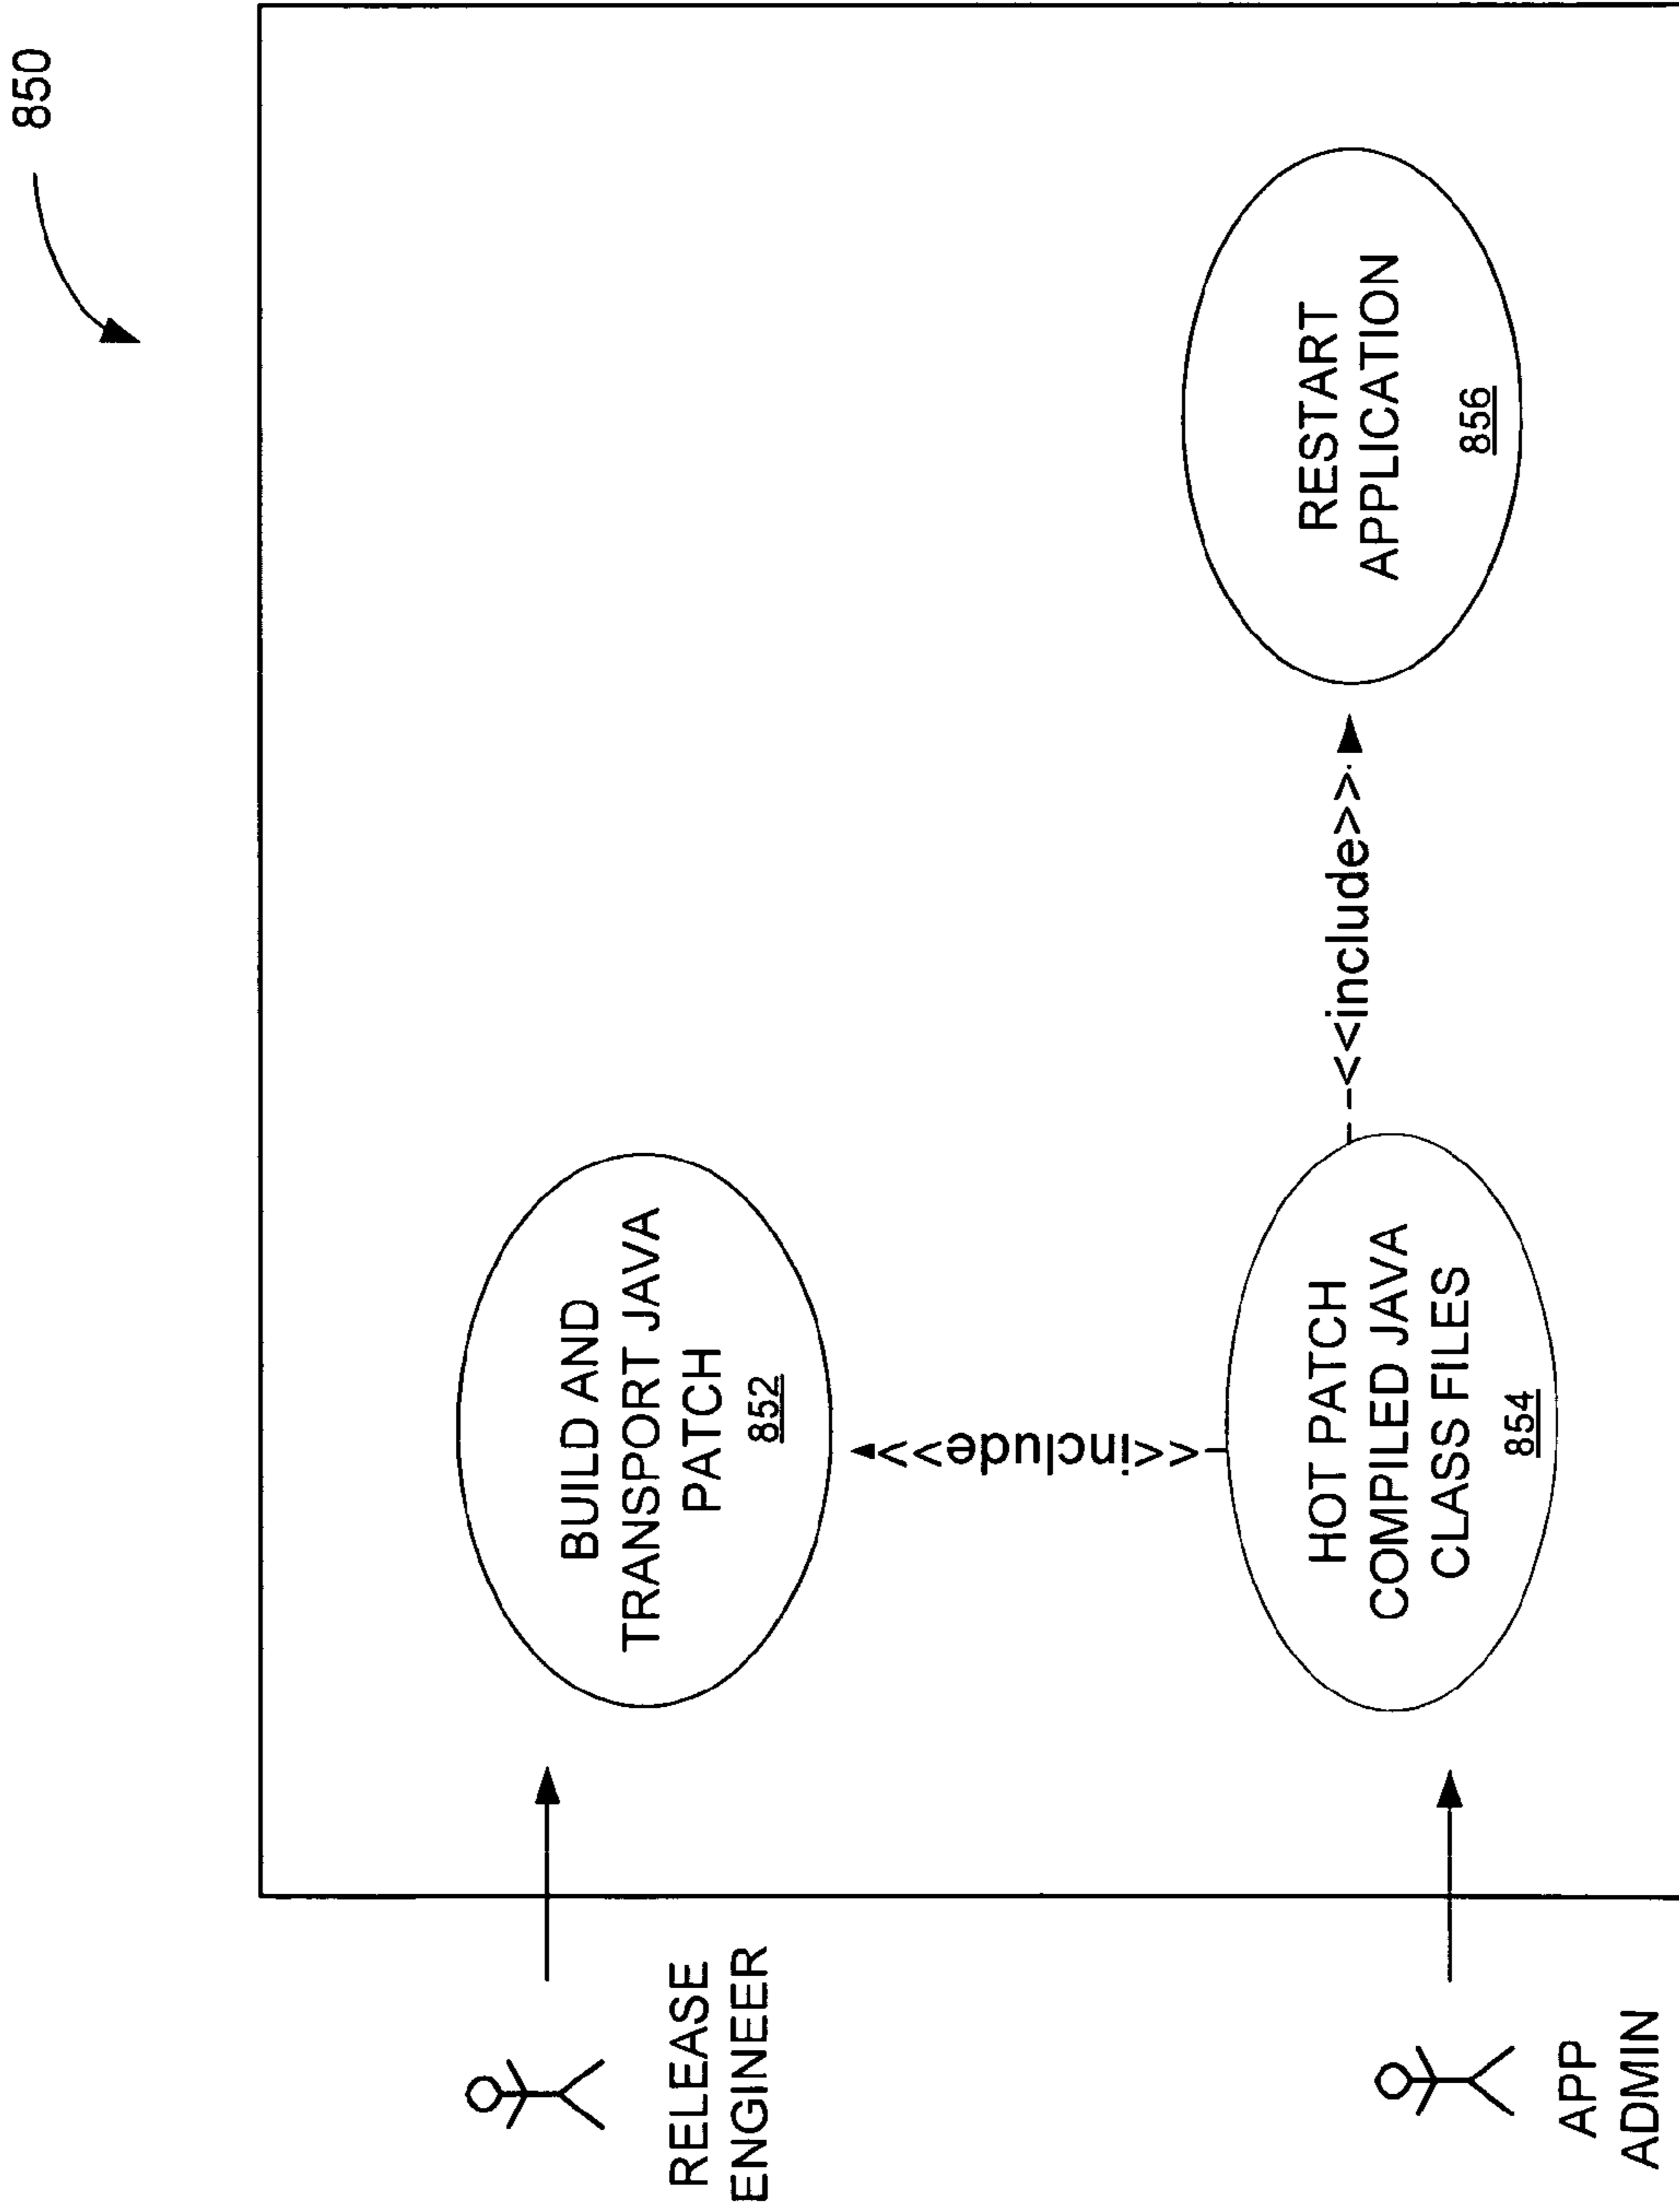 850
RELEASE
ENGINEER
BUILD AND
TRANSPORT JAVA
PATCH
852
<<include>>
APP
ADMIN
HOT PATCH
COMPILED JAVA
CLASS FILES
854
<<include>>
RESTART
APPLICATION
856